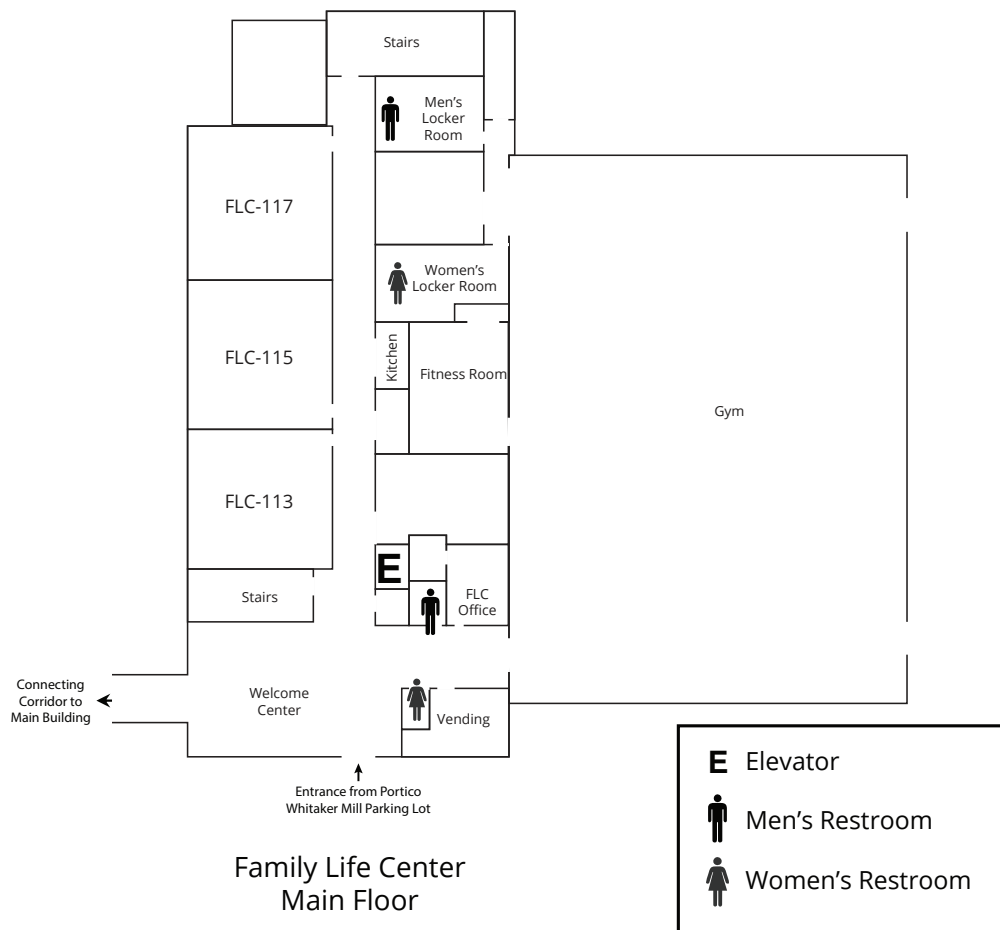 Stairs
Men's
Locker
Room
FLC-117
Women's
Locker Room
Kitchen
FLC-115
Fitness Room
Gym
FLC-113
E
Stairs
FLC
Office
Connecting
Corridor to
Main Building
Welcome
Center
Vending
Entrance from Portico
Whitaker Mill Parking Lot
E Elevator
Men's Restroom
Women's Restroom
Family Life Center
Main Floor